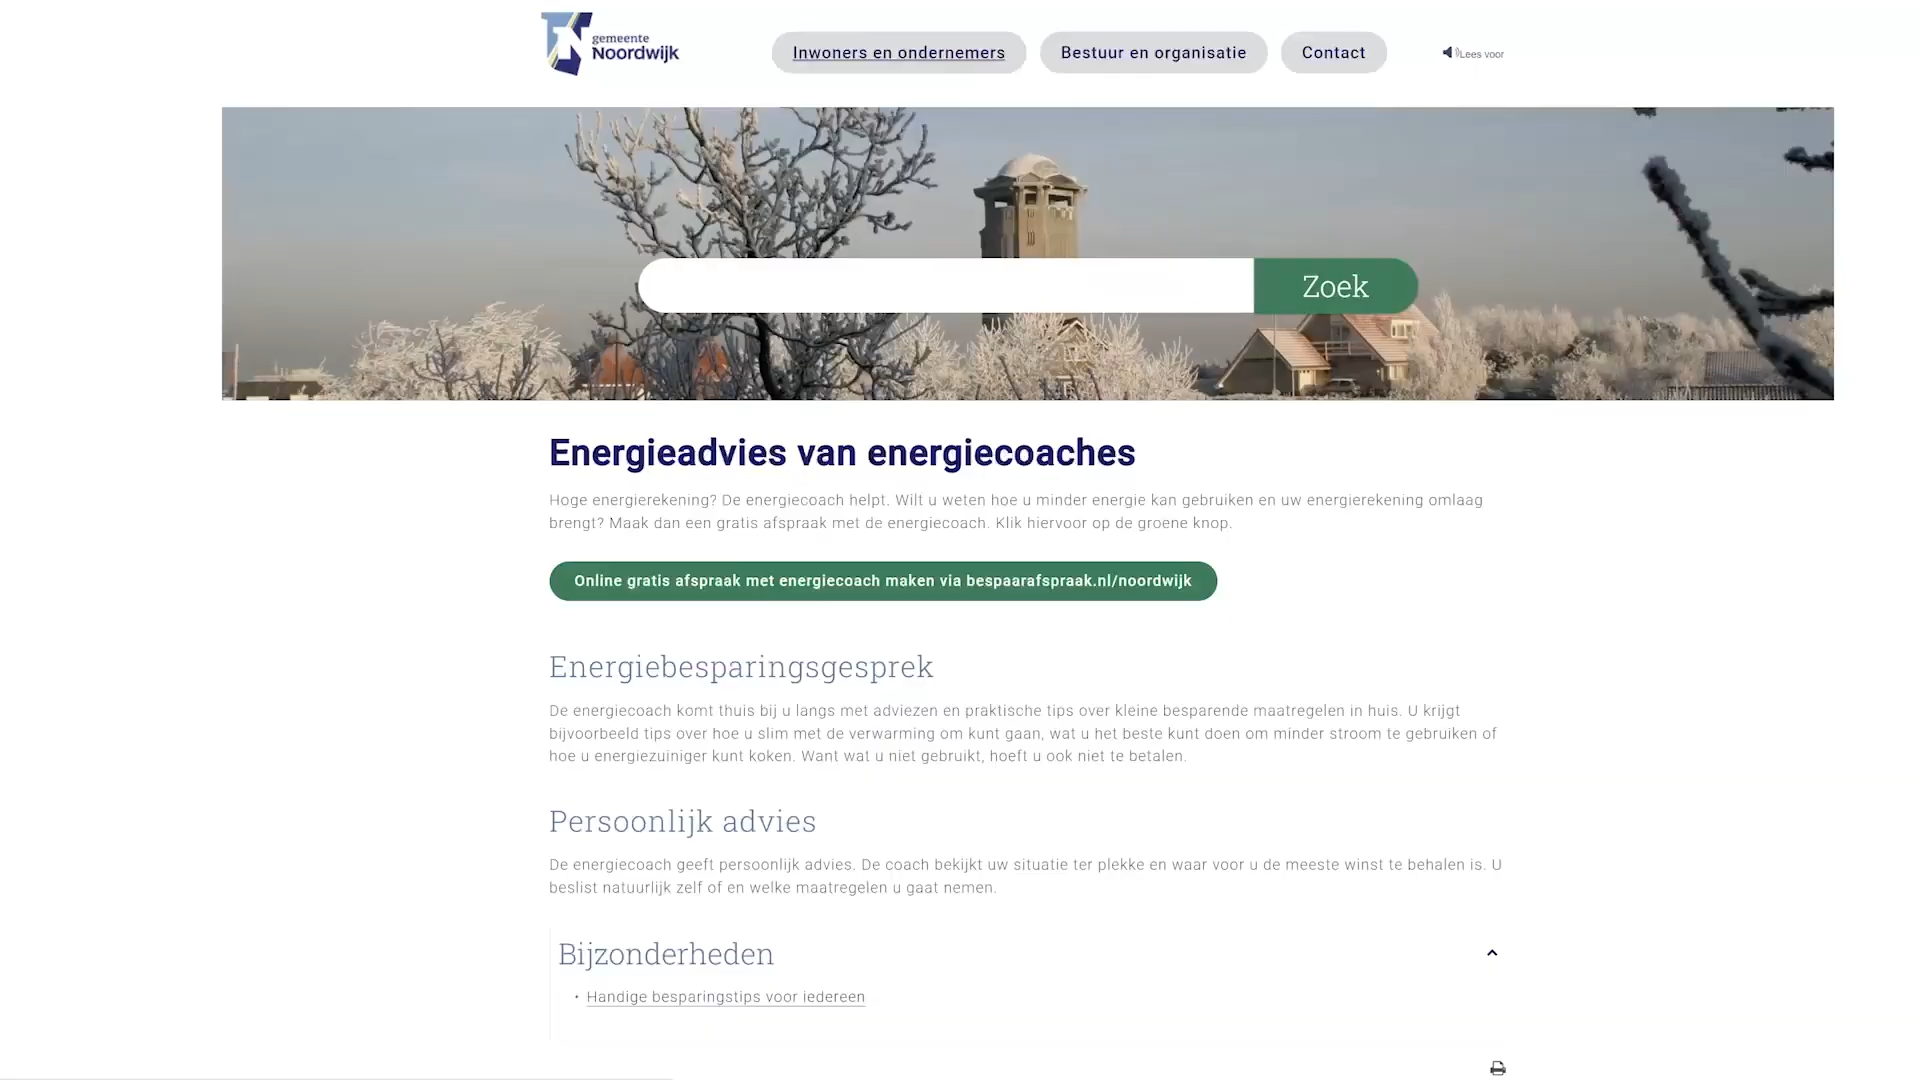 gemeente
Noordwijk
Inwoners en ondernemers
Bestuur en organisatie
Contact
Lees voor
Zoek
Energieadvies van energiecoaches
Hoge energierekening? De energiecoach helpt. Wilt u weten hoe u minder energie kan gebruiken en uw energierekening omlaag
brengt? Maak dan een gratis afspraak met de energiecoach. Klik hiervoor op de groene knop.
Online gratis afspraak met energiecoach maken via bespaarafspraak.nl/noordwijk
Energiebesparingsgesprek
De energiecoach komt thuis bij u langs met adviezen en praktische tips over kleine besparende maatregelen in huis. U krijgt
bijvoorbeeld tips over hoe u slim met de verwarming om kunt gaan, wat u het beste kunt doen om minder stroom te gebruiken of
hoe u energiezuiniger kunt koken. Want wat u niet gebruikt, hoeft u ook niet te betalen.
Persoonlijk advies
De energiecoach geeft persoonlijk advies. De coach bekijkt uw situatie ter plekke en waar voor u de meeste winst te behalen is. U
beslist natuurlijk zelf of en welke maatregelen u gaat nemen.
Bijzonderheden
• Handige besparingstips voor iedereen